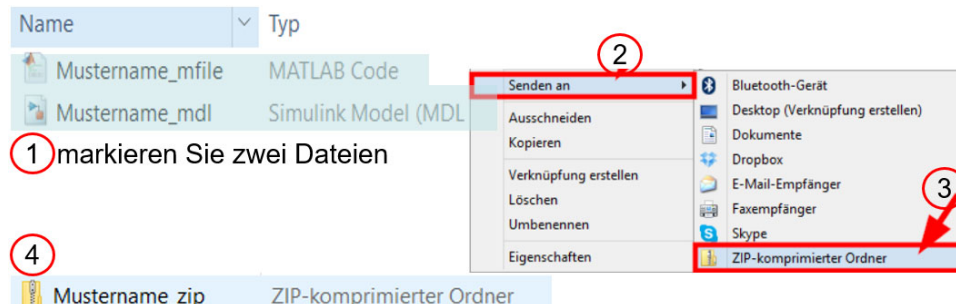 Name Typ
Mustername_mfile MATLAB Code
Mustername_mdl Simulink Model (MDL
1 markieren Sie zwei Dateien
2
Senden an
Ausschneiden
Kopieren
Verknüpfung erstellen
Löschen
Umbenennen
Eigenschaften
Bluetooth-Gerät
Desktop (Verknüpfung erstellen)
Dokumente
Dropbox
E-Mail-Empfänger
Faxempfänger
Skype
ZIP-komprimierter Ordner
3
4
Mustername_zip ZIP-komprimierter Ordner